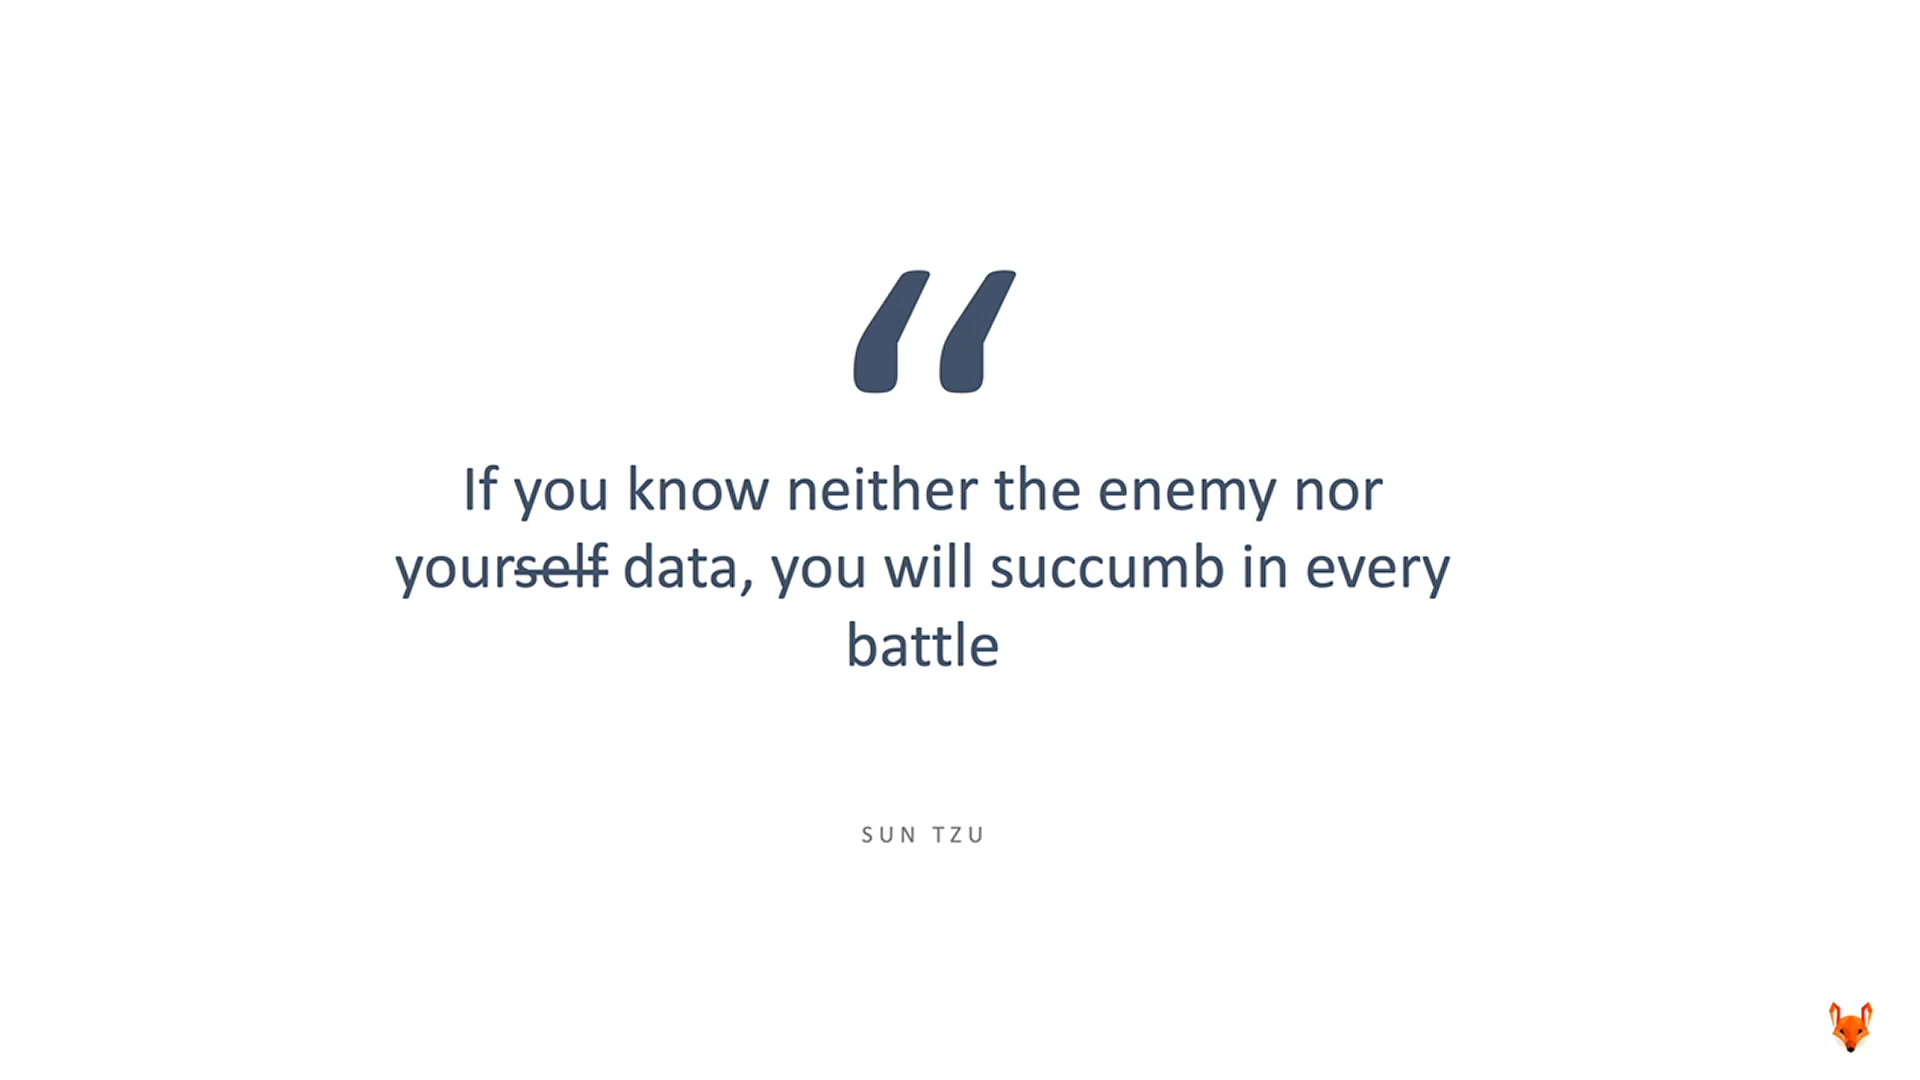 “
If you know neither the enemy nor
yourself data, you will succumb in every
battle
SUN TZU